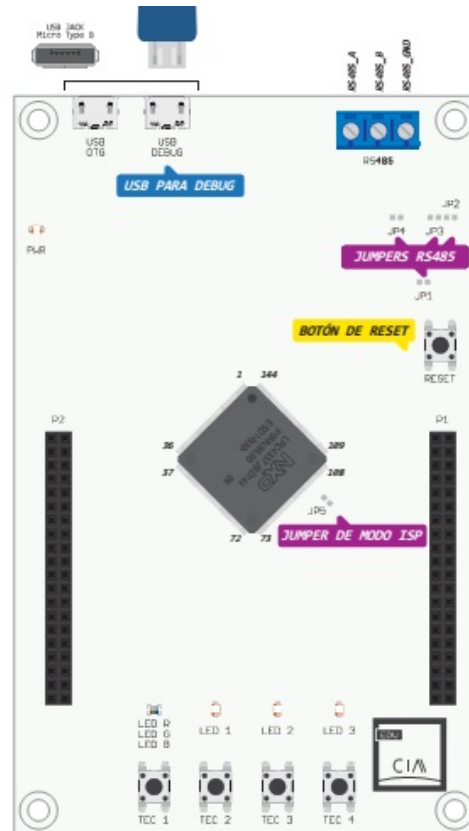 USB JACK
Micro Type B
RS485_A
RS485_B
RS485_GND
USB
OTG
USB
DEBUG
RS485
USB PARA DEBUG
JP2
JP4
JP3
PWR
JUMPERS RS485
JP1
BOTÓN DE RESET
RESET
1
144
P2
P1
NXP
36
109
37
108
JP5
72
73
JUMPER DE MODO ISP
LED R
LED G
LED B
LED 1
LED 2
LED 3
EDU
CIAA
TEC 1
TEC 2
TEC 3
TEC 4